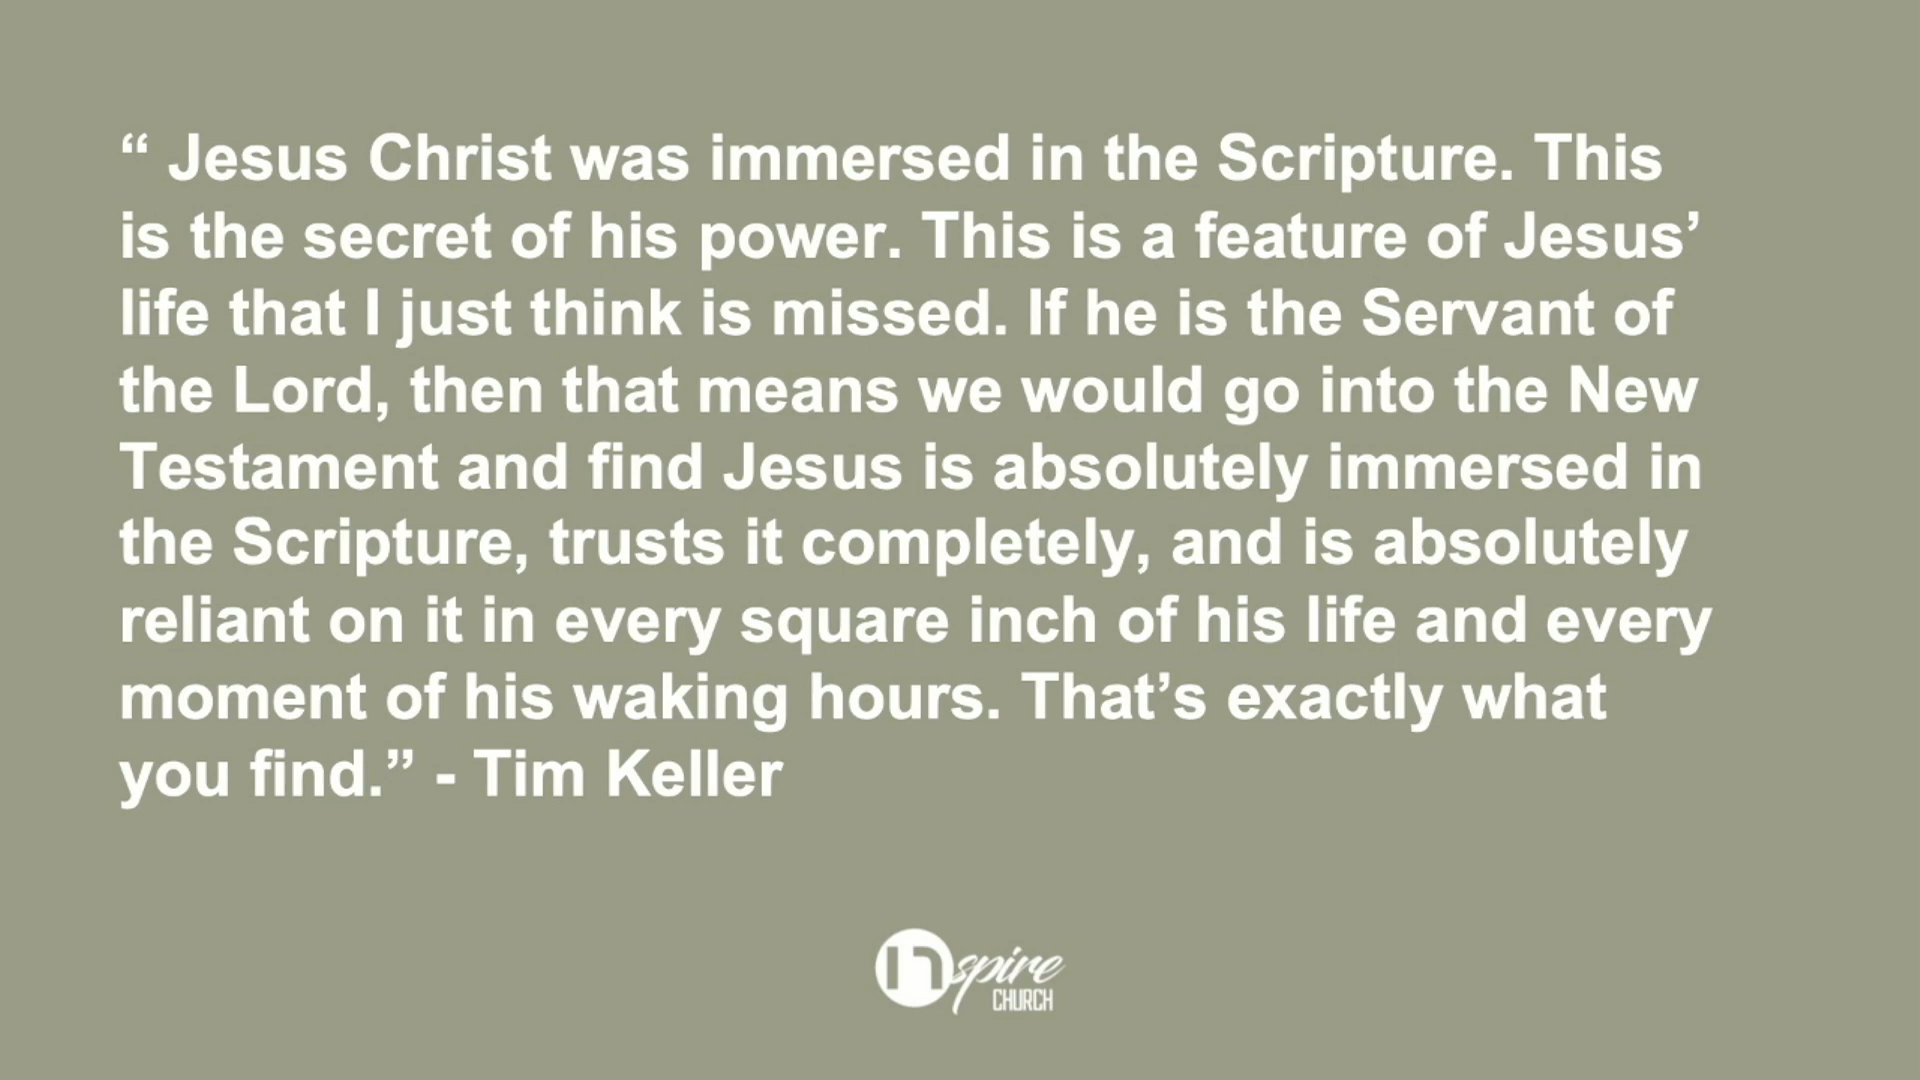 “ Jesus Christ was immersed in the Scripture. This
is the secret of his power. This is a feature of Jesus’
life that I just think is missed. If he is the Servant of
the Lord, then that means we would go into the New
Testament and find Jesus is absolutely immersed in
the Scripture, trusts it completely, and is absolutely
reliant on it in every square inch of his life and every
moment of his waking hours. That’s exactly what
you find.” - Tim Keller
INspire
CHURCH